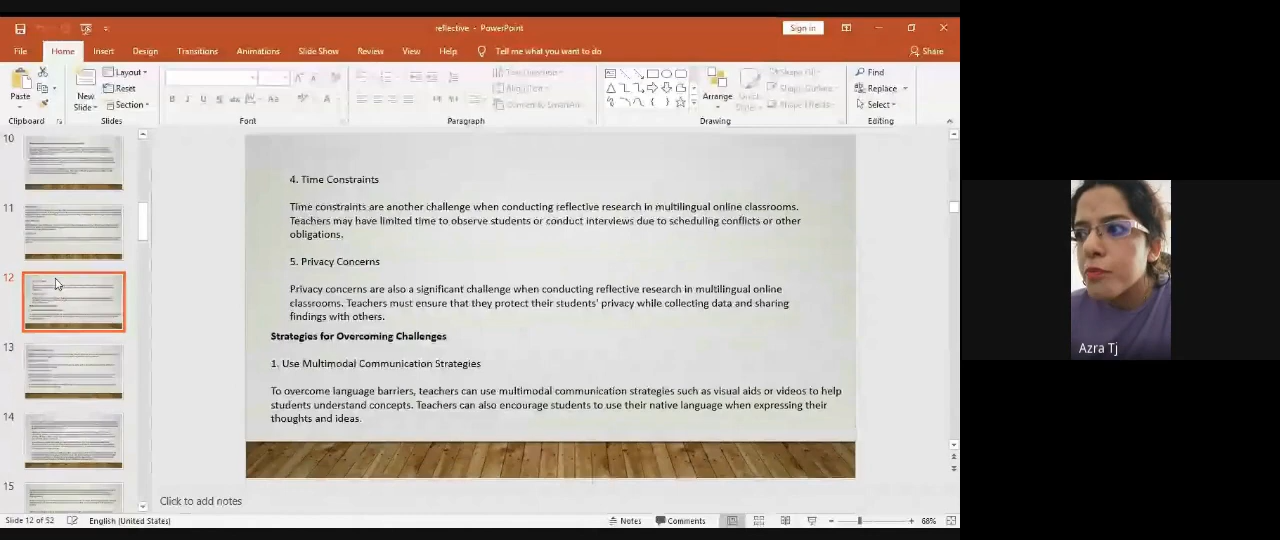 reflective - PowerPoint
Sign in
File Home Insert Design Transitions Animations Slide Show Review View Help Tell me what you want to do Share
Paste
New Slide
Layout
Reset
Section
Arrange
Find
Replace
Select
Clipboard Slides Font Paragraph Drawing Editing
10
11
12
13
14
15
4. Time Constraints
Time constraints are another challenge when conducting reflective research in multilingual online classrooms.
Teachers may have limited time to observe students or conduct interviews due to scheduling conflicts or other
obligations.
5. Privacy Concerns
Privacy concerns are also a significant challenge when conducting reflective research in multilingual online
classrooms. Teachers must ensure that they protect their students' privacy while collecting data and sharing
findings with others.
Strategies for Overcoming Challenges
1. Use Multimodal Communication Strategies
To overcome language barriers, teachers can use multimodal communication strategies such as visual aids or videos to help
students understand concepts. Teachers can also encourage students to use their native language when expressing their
thoughts and ideas.
Click to add notes
Slide 12 of 52 English (United States) Notes Comments 68%
Azra Tj